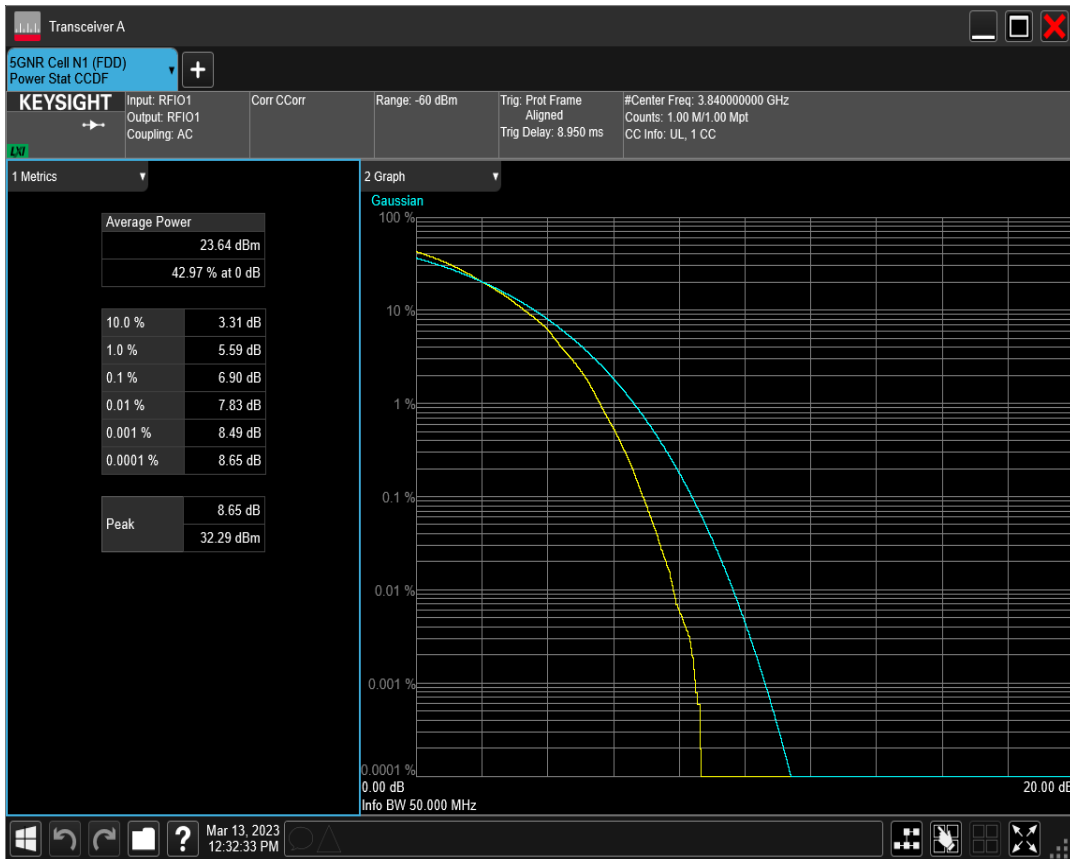 Transceiver A
5GNR Cell N1 (FDD)
Power Stat CCDF
KEYSIGHT
LXI
Input: RFIO1
Output: RFIO1
Coupling: AC
Corr CCorr
Range: -60 dBm
Trig: Prot Frame
Aligned
Trig Delay: 8.950 ms
#Center Freq: 3.840000000 GHz
Counts: 1.00 M/1.00 Mpt
CC Info: UL, 1 CC
1 Metrics
Average Power
23.64 dBm
42.97 % at 0 dB
10.0 % 3.31 dB
1.0 % 5.59 dB
0.1 % 6.90 dB
0.01 % 7.83 dB
0.001 % 8.49 dB
0.0001 % 8.65 dB
Peak 8.65 dB
32.29 dBm
2 Graph
Gaussian
100 %
10 %
1 %
0.1 %
0.01 %
0.001 %
0.0001 %
0.00 dB 20.00 dB
Info BW 50.000 MHz
? Mar 13, 2023
12:32:33 PM